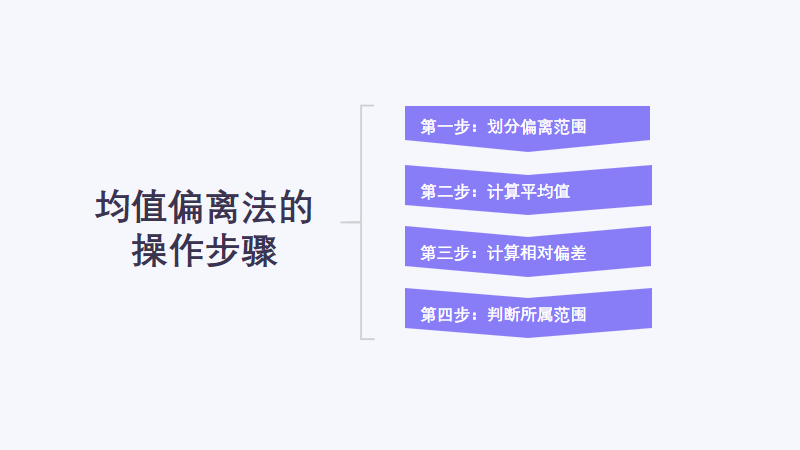 均值偏离法的
操作步骤
第一步：划分偏离范围
第二步：计算平均值
第三步：计算相对偏差
第四步：判断所属范围